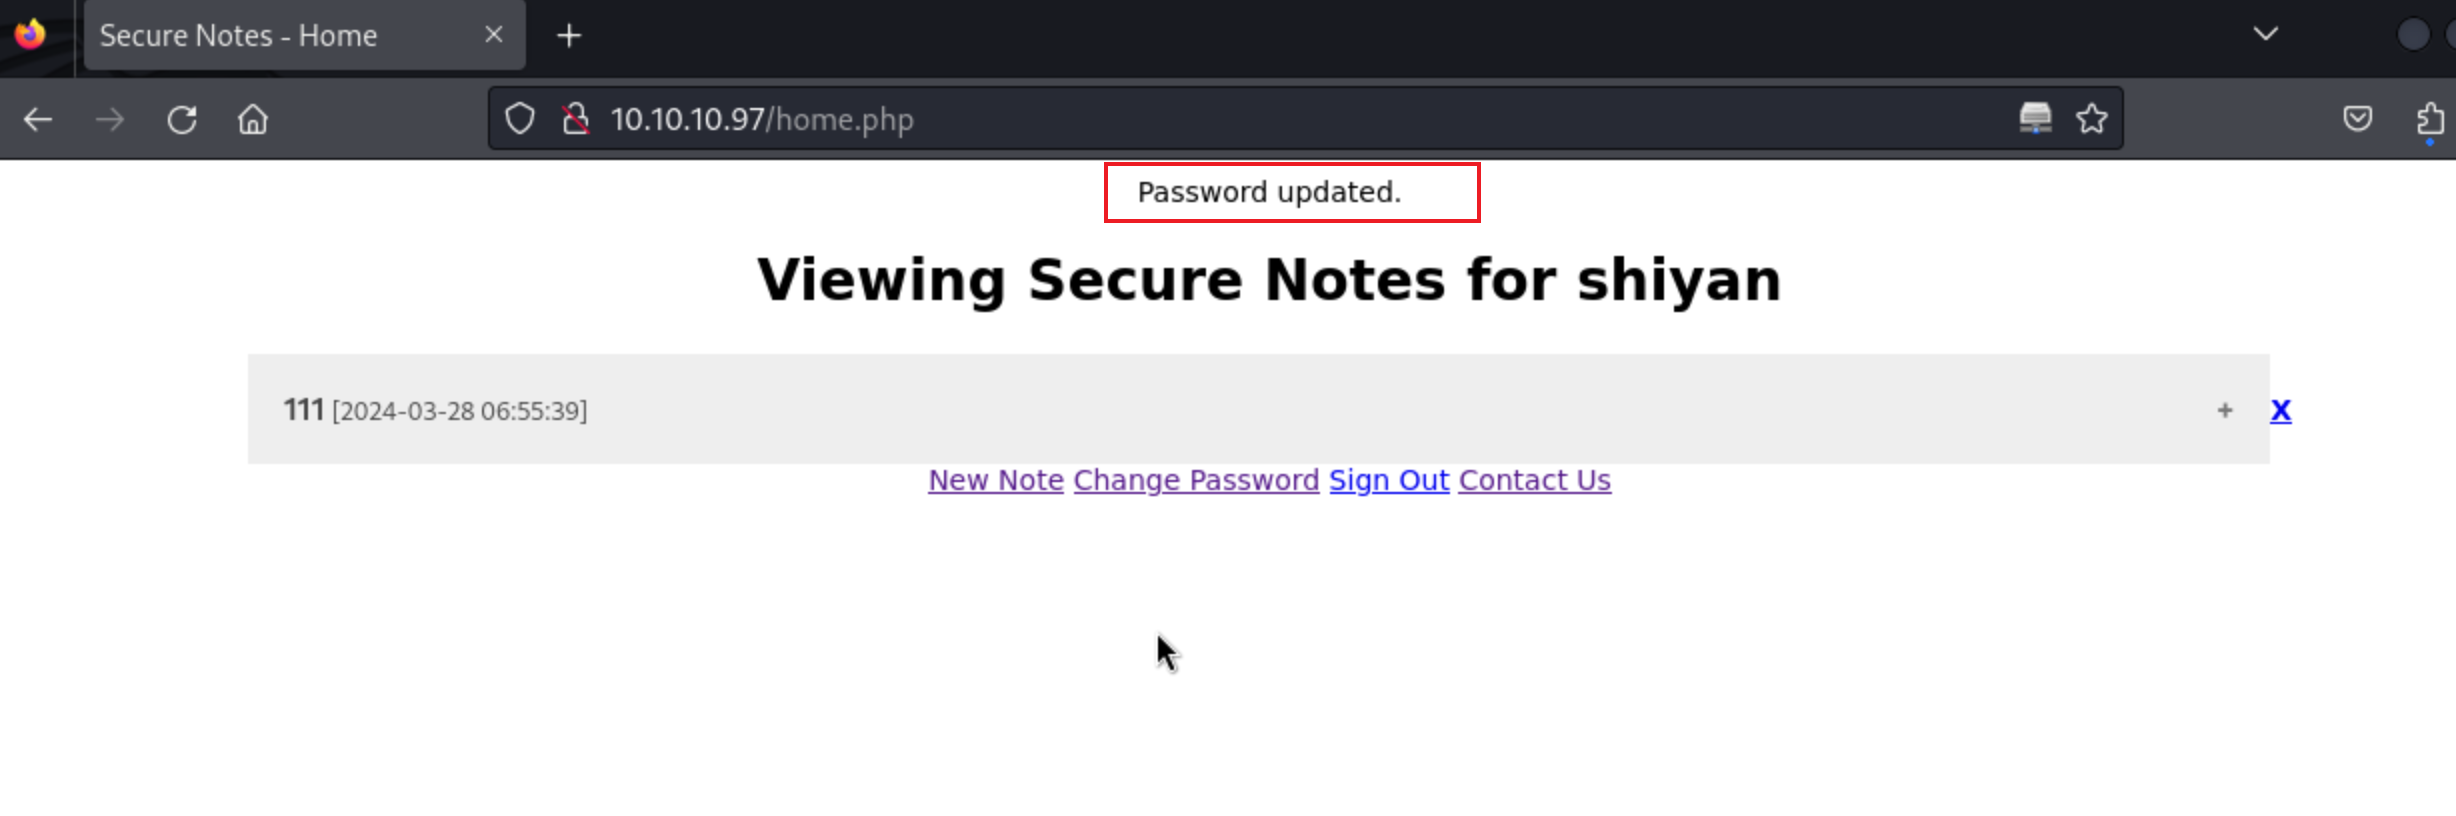 Secure Notes - Home
10.10.10.97/home.php
Password updated.
Viewing Secure Notes for shiyan
111 [2024-03-28 06:55:39] + X
New Note Change Password Sign Out Contact Us